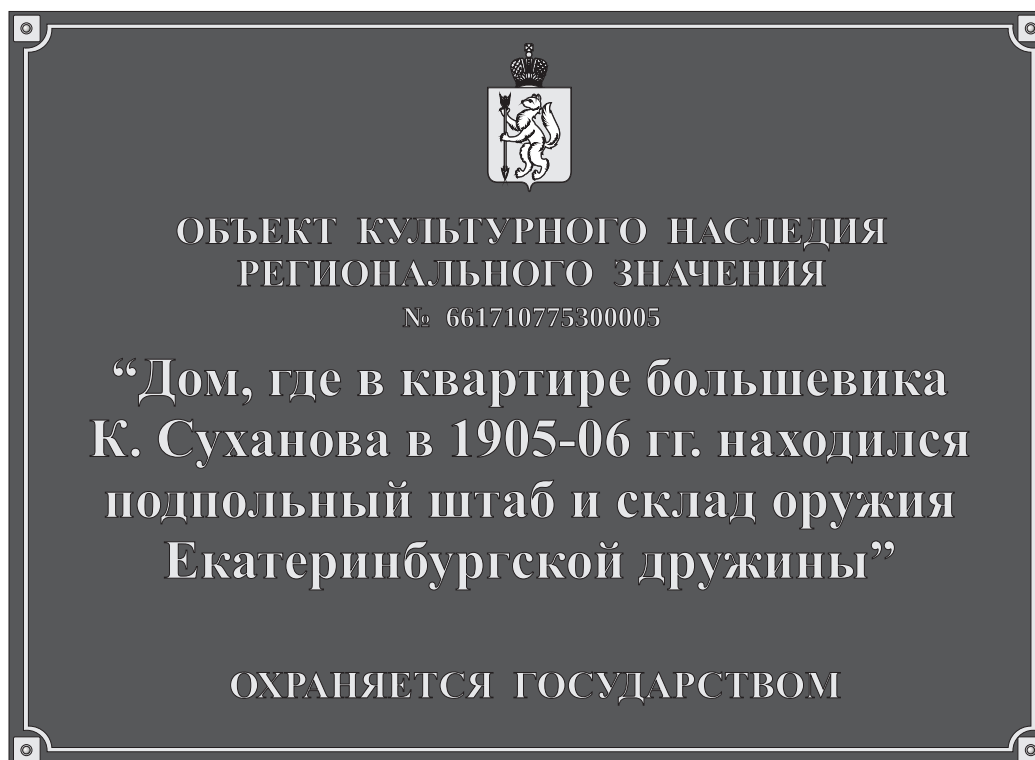 ОБЪЕКТ КУЛЬТУРНОГО НАСЛЕДИЯ
РЕГИОНАЛЬНОГО ЗНАЧЕНИЯ
№ 661710775300005
“Дом, где в квартире большевика
К. Суханова в 1905-06 гг. находился
подпольный штаб и склад оружия
Екатеринбургской дружины”
ОХРАНЯЕТСЯ ГОСУДАРСТВОМ